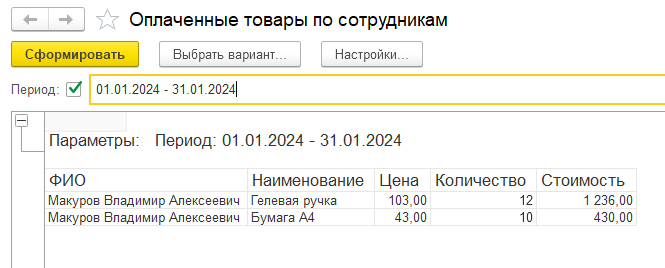 Оплаченные товары по сотрудникам
Сформировать Выбрать вариант... Настройки...
Период: 01.01.2024 - 31.01.2024
Параметры: Период: 01.01.2024 - 31.01.2024
ФИО Наименование Цена Количество Стоимость
Макуров Владимир Алексеевич Гелевая ручка 103,00 12 1 236,00
Макуров Владимир Алексеевич Бумага А4 43,00 10 430,00